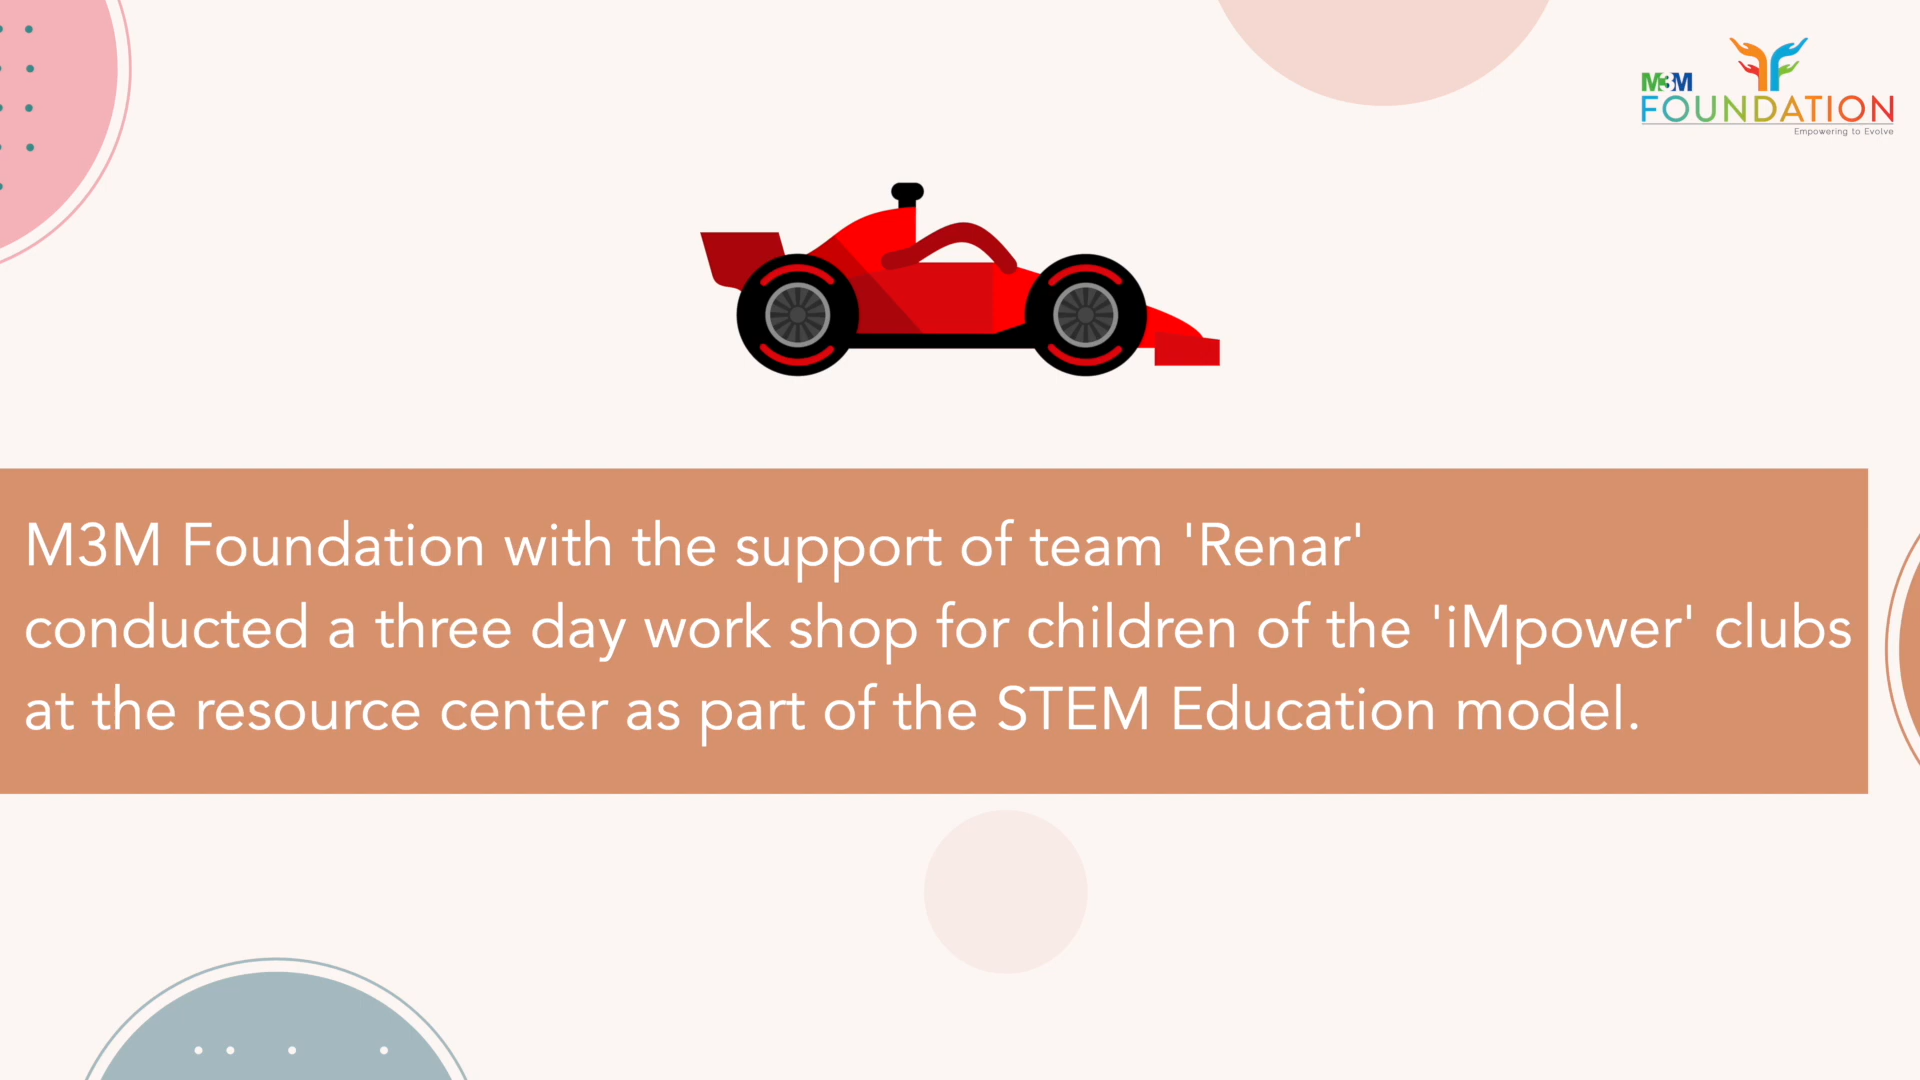 M3M
FOUNDATION
Empowering to Evolve
M3M Foundation with the support of team 'Renar'
conducted a three day work shop for children of the 'iMpower' clubs
at the resource center as part of the STEM Education model.